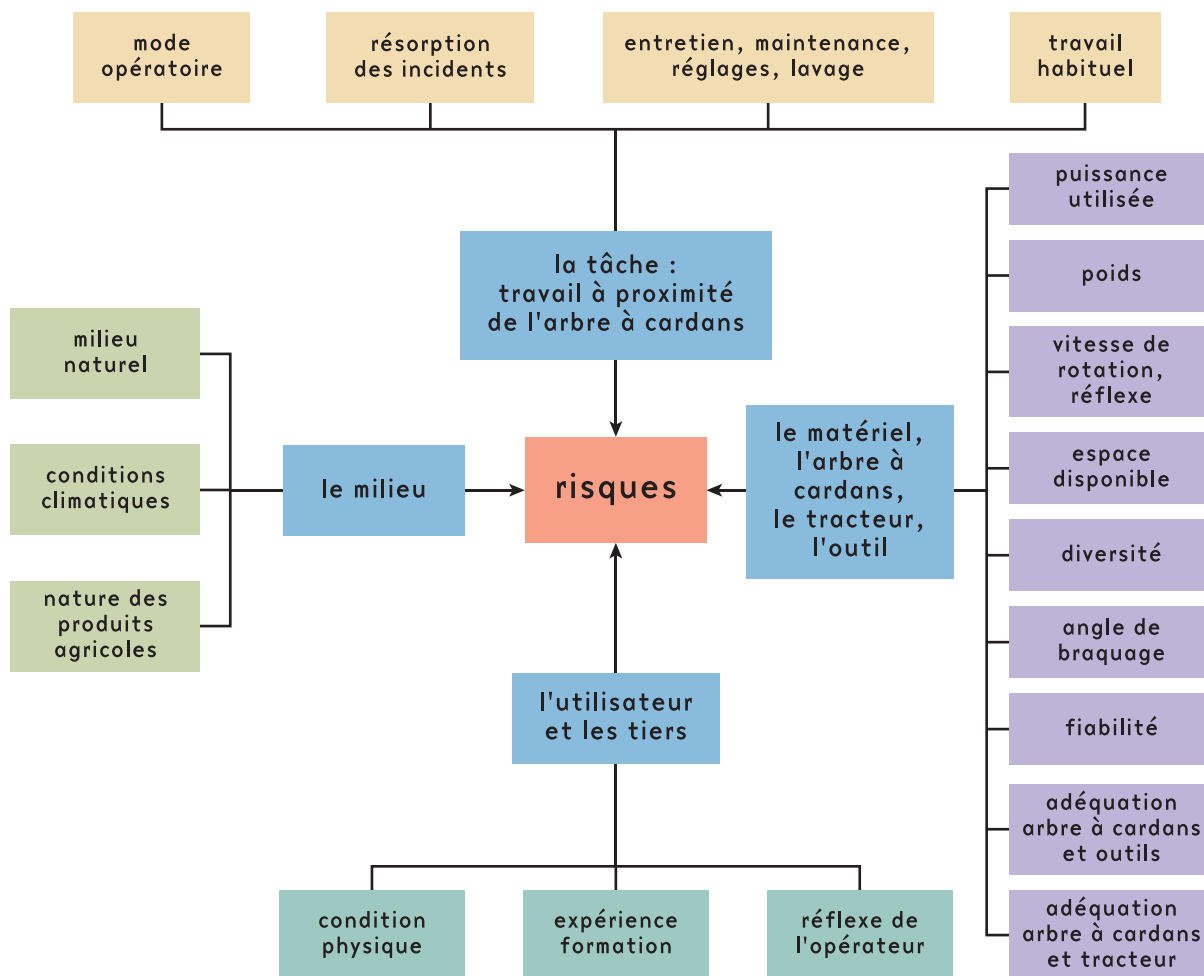 mode
opératoire
résorption
des incidents
entretien, maintenance,
réglages, lavage
travail
habituel
la tâche :
travail à proximité
de l'arbre à cardans
milieu
naturel
conditions
climatiques
nature des
produits
agricoles
le milieu
risques
le matériel,
l'arbre à
cardans,
le tracteur,
l'outil
puissance
utilisée
poids
vitesse de
rotation,
réflexe
espace
disponible
diversité
angle de
braquage
fiabilité
adéquation
arbre à cardans
et outils
adéquation
arbre à cardans
et tracteur
l'utilisateur
et les tiers
condition
physique
expérience
formation
réflexe de
l'opérateur